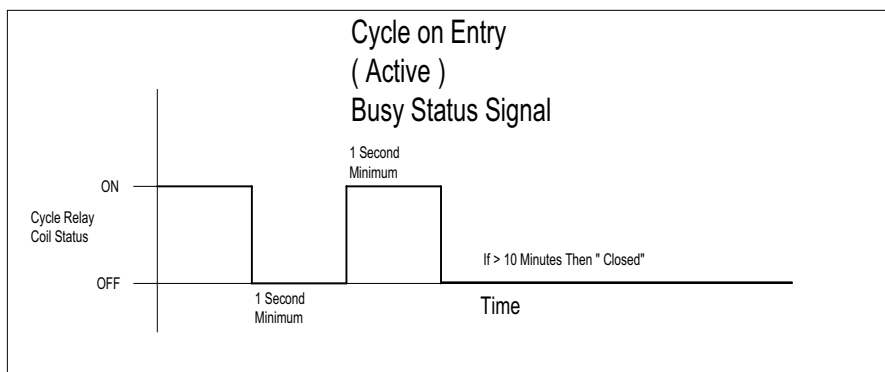 Cycle on Entry
( Active )
Busy Status Signal
1 Second
Minimum
ON
Cycle Relay
Coil Status
If > 10 Minutes Then " Closed"
OFF
1 Second
Minimum
Time